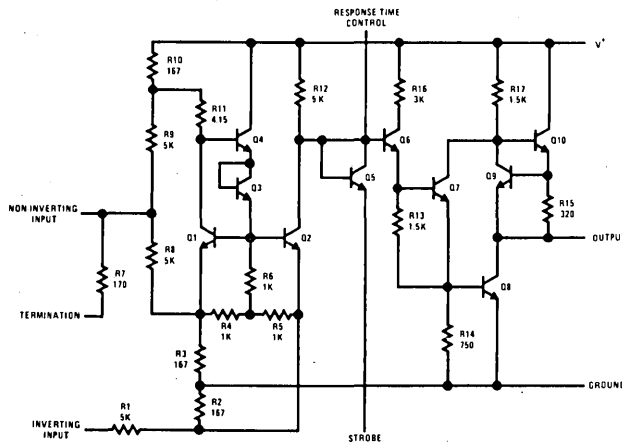 RESPONSE TIME
CONTROL
V+
R10
167
R12
5K
R16
3K
R17
1.5K
R11
4.15
Q4
R9
5K
Q6
Q10
Q3
Q5
Q7
Q9
NON INVERTING
INPUT
R15
320
R13
1.5K
Q1
Q2
OUTPUT
R8
5K
R7
170
R6
1K
Q8
TERMINATION
R4
1K
R5
1K
R14
750
R3
167
GROUND
R2
167
R1
5K
INVERTING
INPUT
STROBE